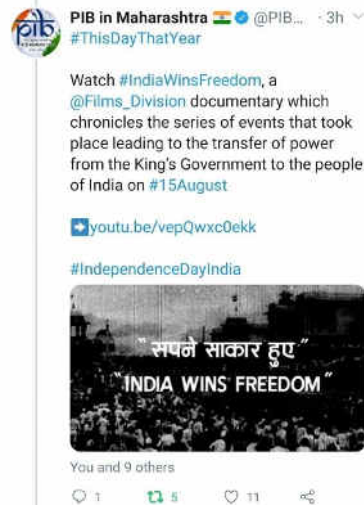 PIB in Maharashtra 🇮🇳 @PIB... · 3h
#ThisDayThatYear
Watch #IndiaWinsFreedom, a
@Films_Division documentary which
chronicles the series of events that took
place leading to the transfer of power
from the King's Government to the people
of India on #15August
➡youtu.be/vepQwxc0ekk
#IndependenceDayIndia
"सपने साकार हुए"
"INDIA WINS FREEDOM"
You and 9 others
1 5 11